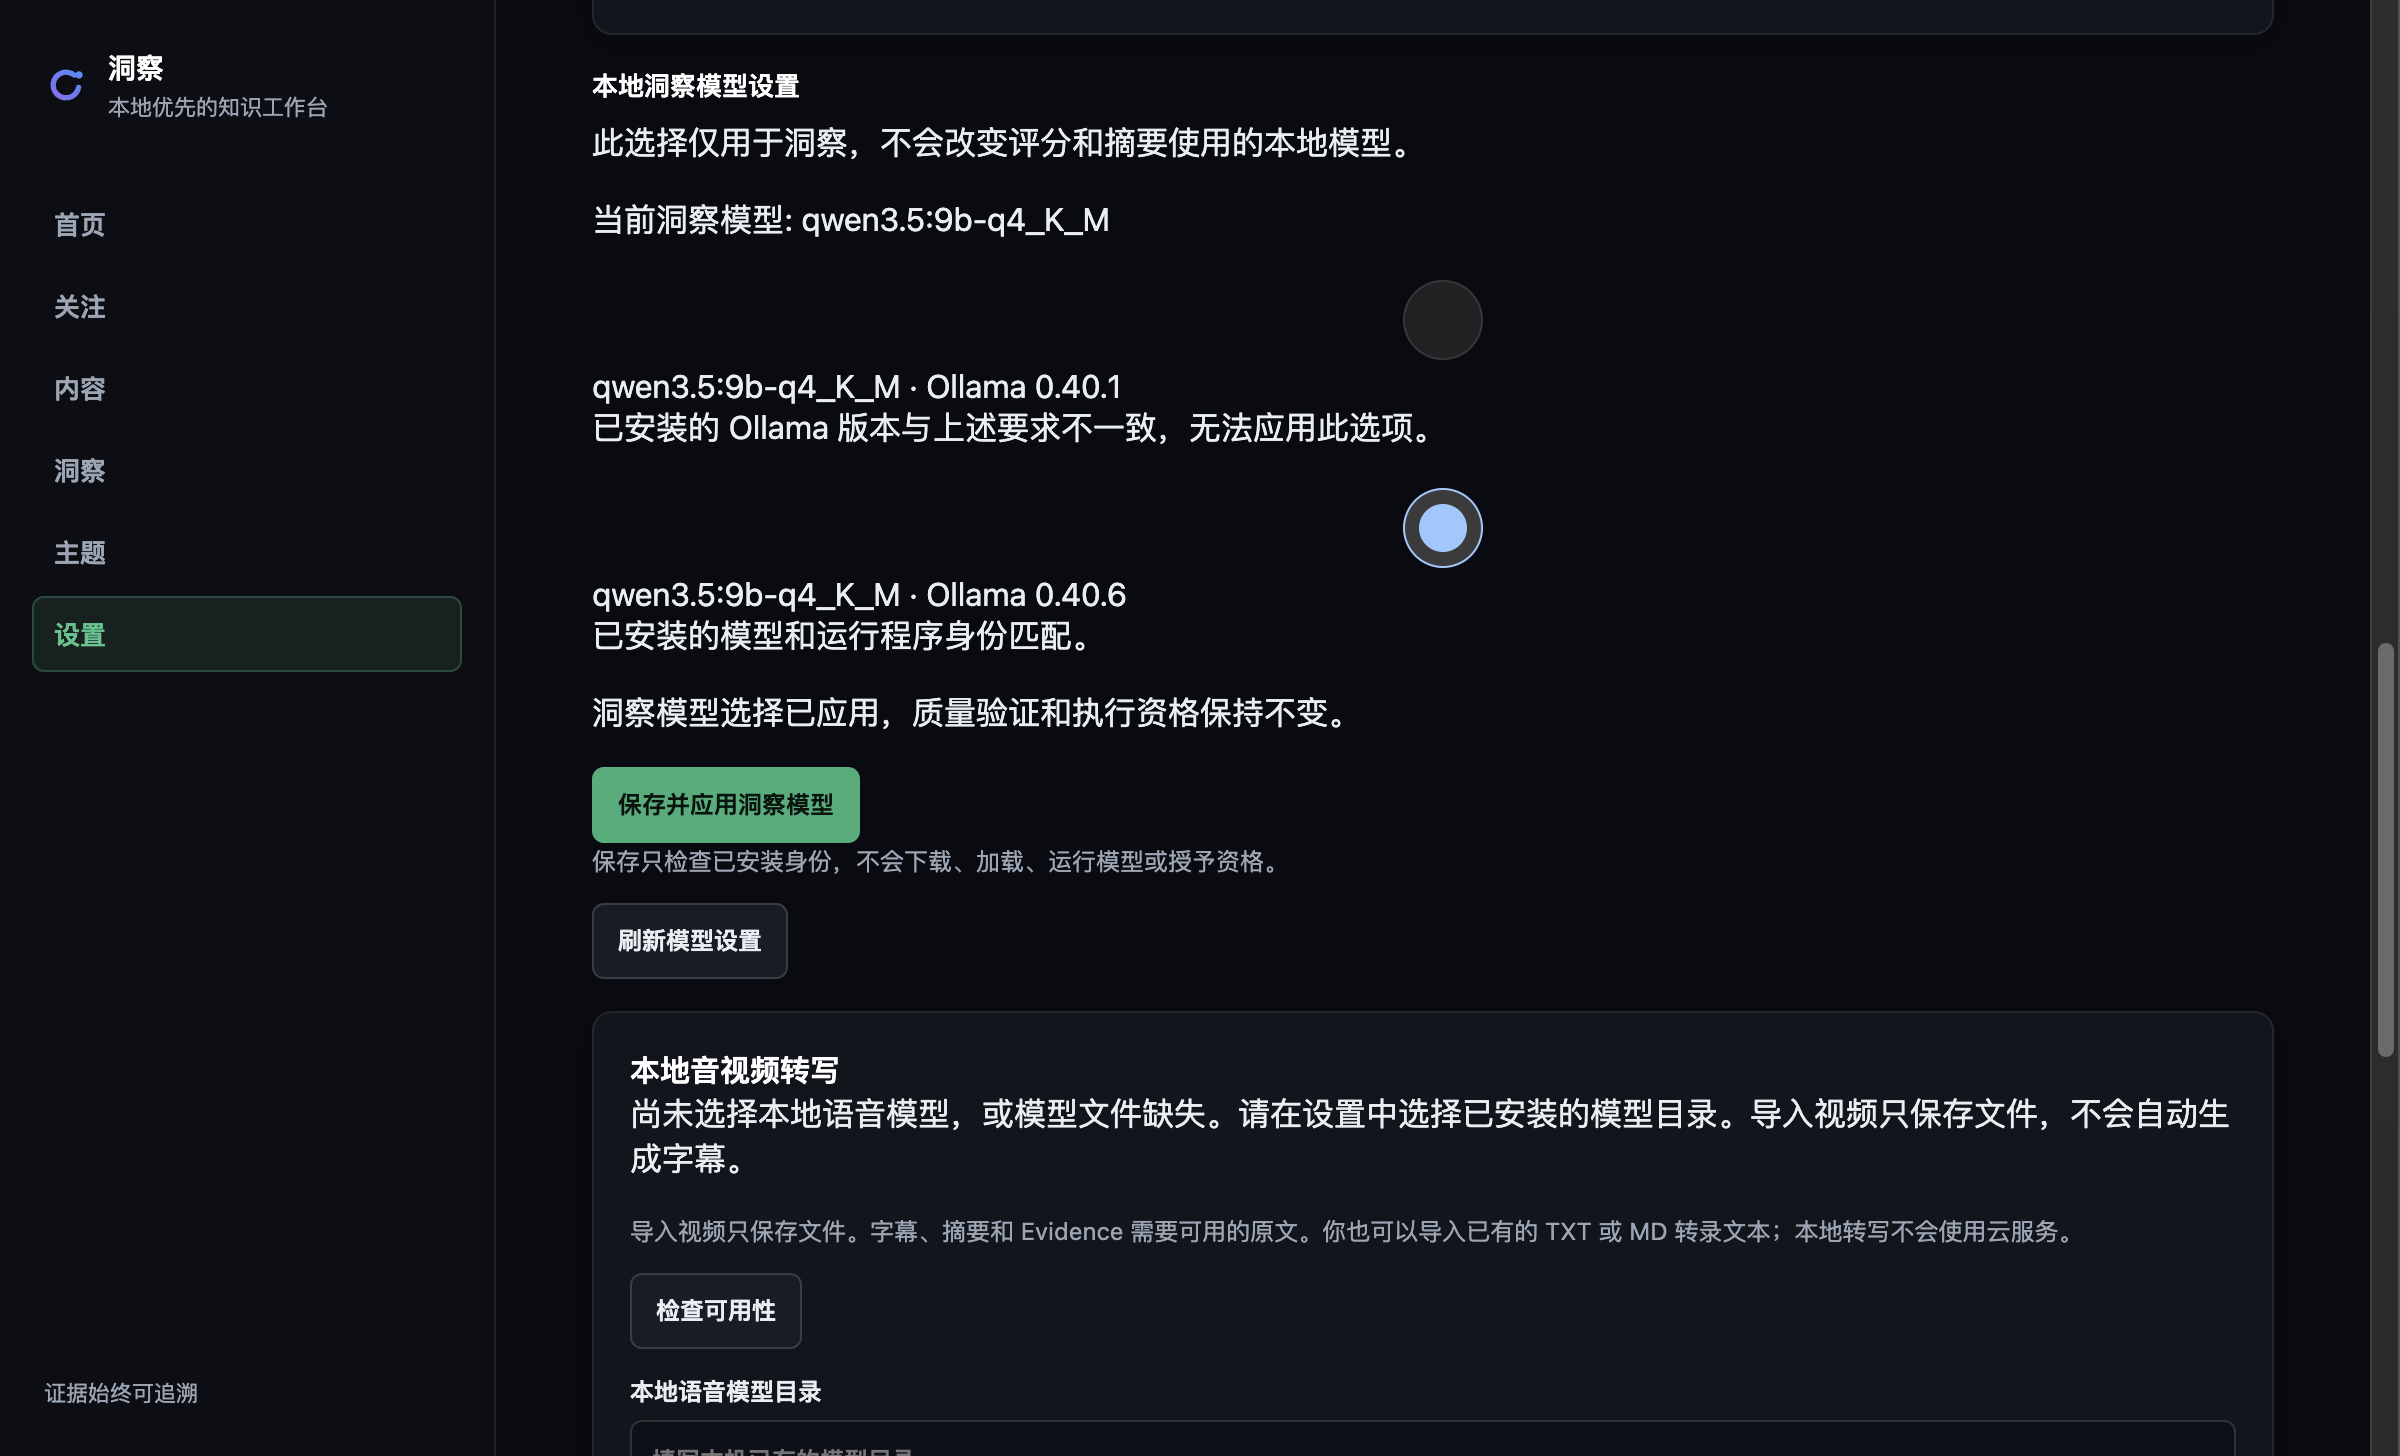 洞察
本地优先的知识工作台
首页
关注
内容
洞察
主题
设置
证据始终可追溯
本地洞察模型设置
此选择仅用于洞察，不会改变评分和摘要使用的本地模型。
当前洞察模型: qwen3.5:9b-q4_K_M
qwen3.5:9b-q4_K_M · Ollama 0.40.1
已安装的 Ollama 版本与上述要求不一致，无法应用此选项。
qwen3.5:9b-q4_K_M · Ollama 0.40.6
已安装的模型和运行程序身份匹配。
洞察模型选择已应用，质量验证和执行资格保持不变。
保存并应用洞察模型
保存只检查已安装身份，不会下载、加载、运行模型或授予资格。
刷新模型设置
本地音视频转写
尚未选择本地语音模型，或模型文件缺失。请在设置中选择已安装的模型目录。导入视频只保存文件，不会自动生
成字幕。
导入视频只保存文件。字幕、摘要和 Evidence 需要可用的原文。你也可以导入已有的 TXT 或 MD 转录文本；本地转写不会使用云服务。
检查可用性
本地语音模型目录